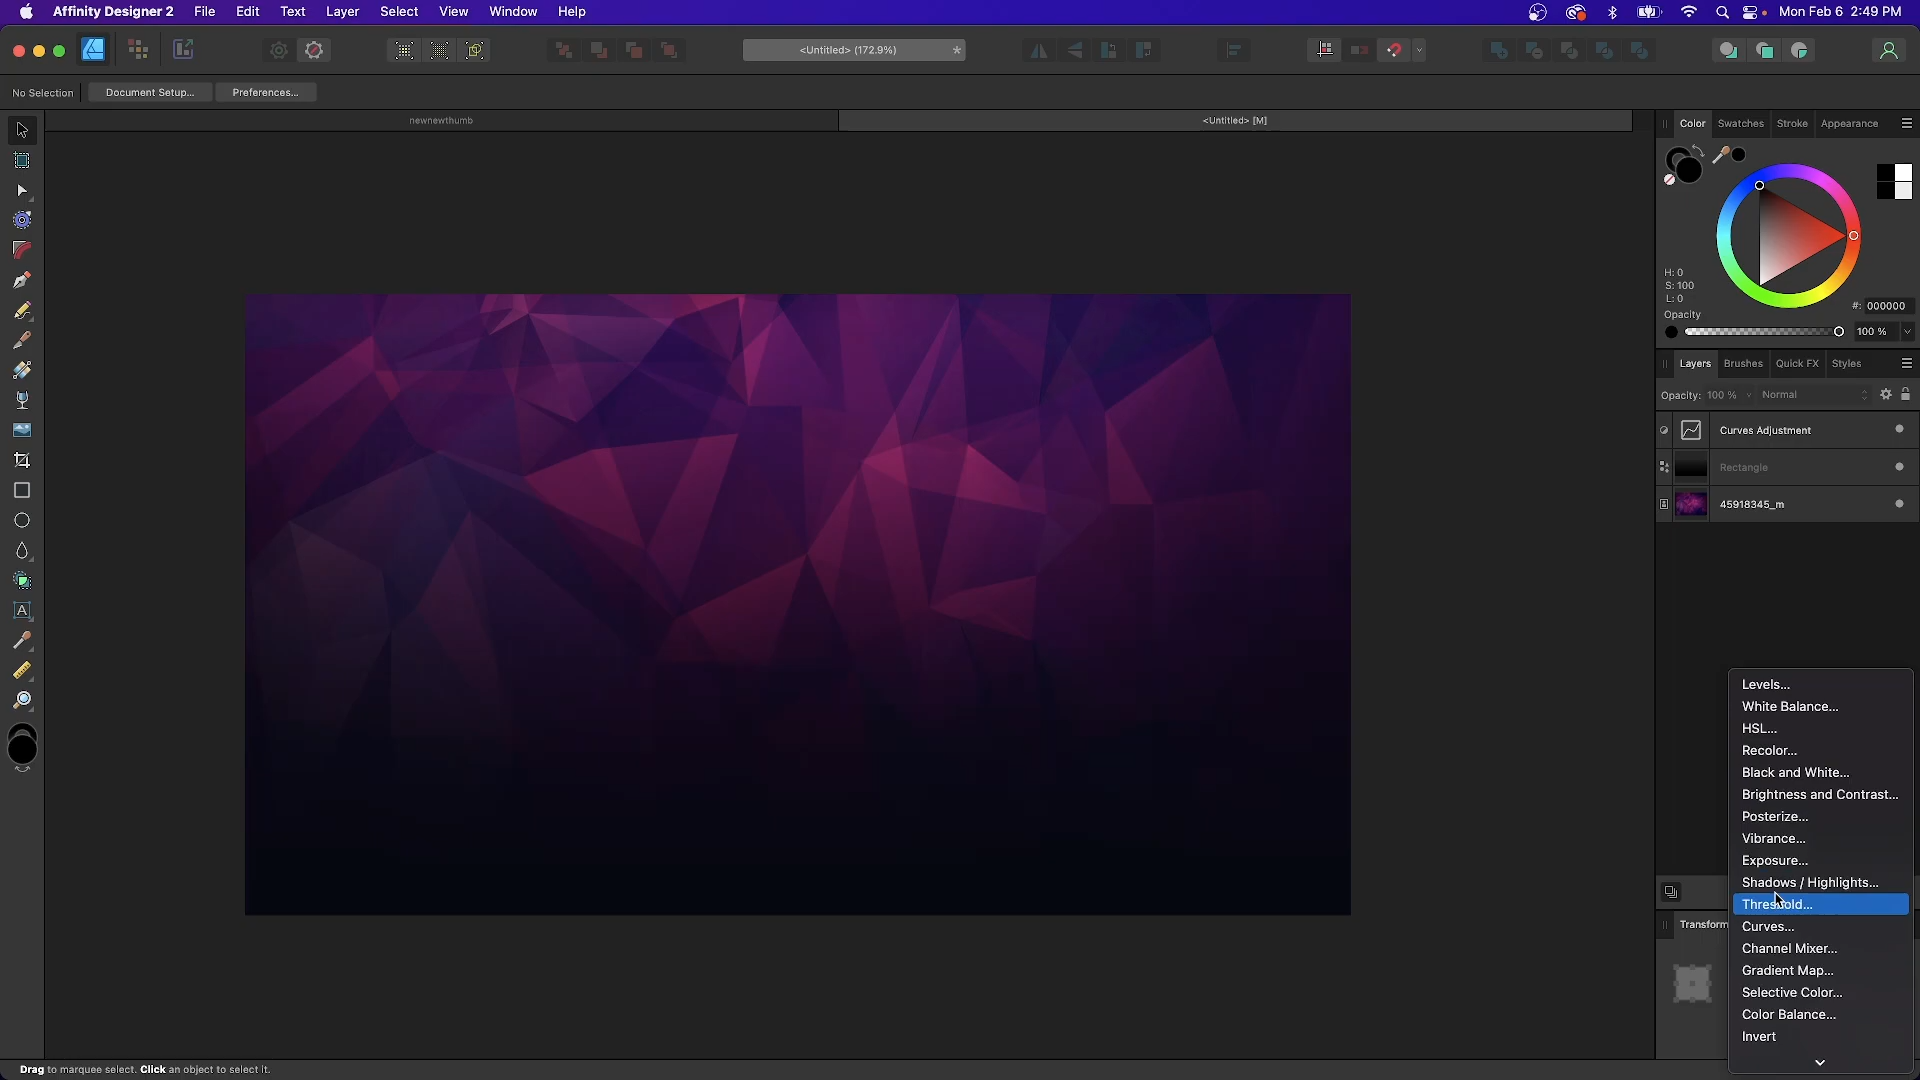 Affinity Designer 2 File Edit Text Layer Select View Window Help Mon Feb 6 2:49 PM
<Untitled> (172.9%) *
No Selection Document Setup... Preferences...
newnewthumb <Untitled> [M]
Color Swatches Stroke Appearance
H: 0
S: 100
L: 0
#: 000000
Opacity
100 %
Layers Brushes Quick FX Styles
Opacity: 100 % Normal
Curves Adjustment
Rectangle
45918345_m
Levels...
White Balance...
HSL...
Recolor...
Black and White...
Brightness and Contrast...
Posterize...
Vibrance...
Exposure...
Shadows / Highlights...
Threshold...
Curves...
Transform
Channel Mixer...
Gradient Map...
Selective Color...
Color Balance...
Invert
Drag to marquee select. Click an object to select it.